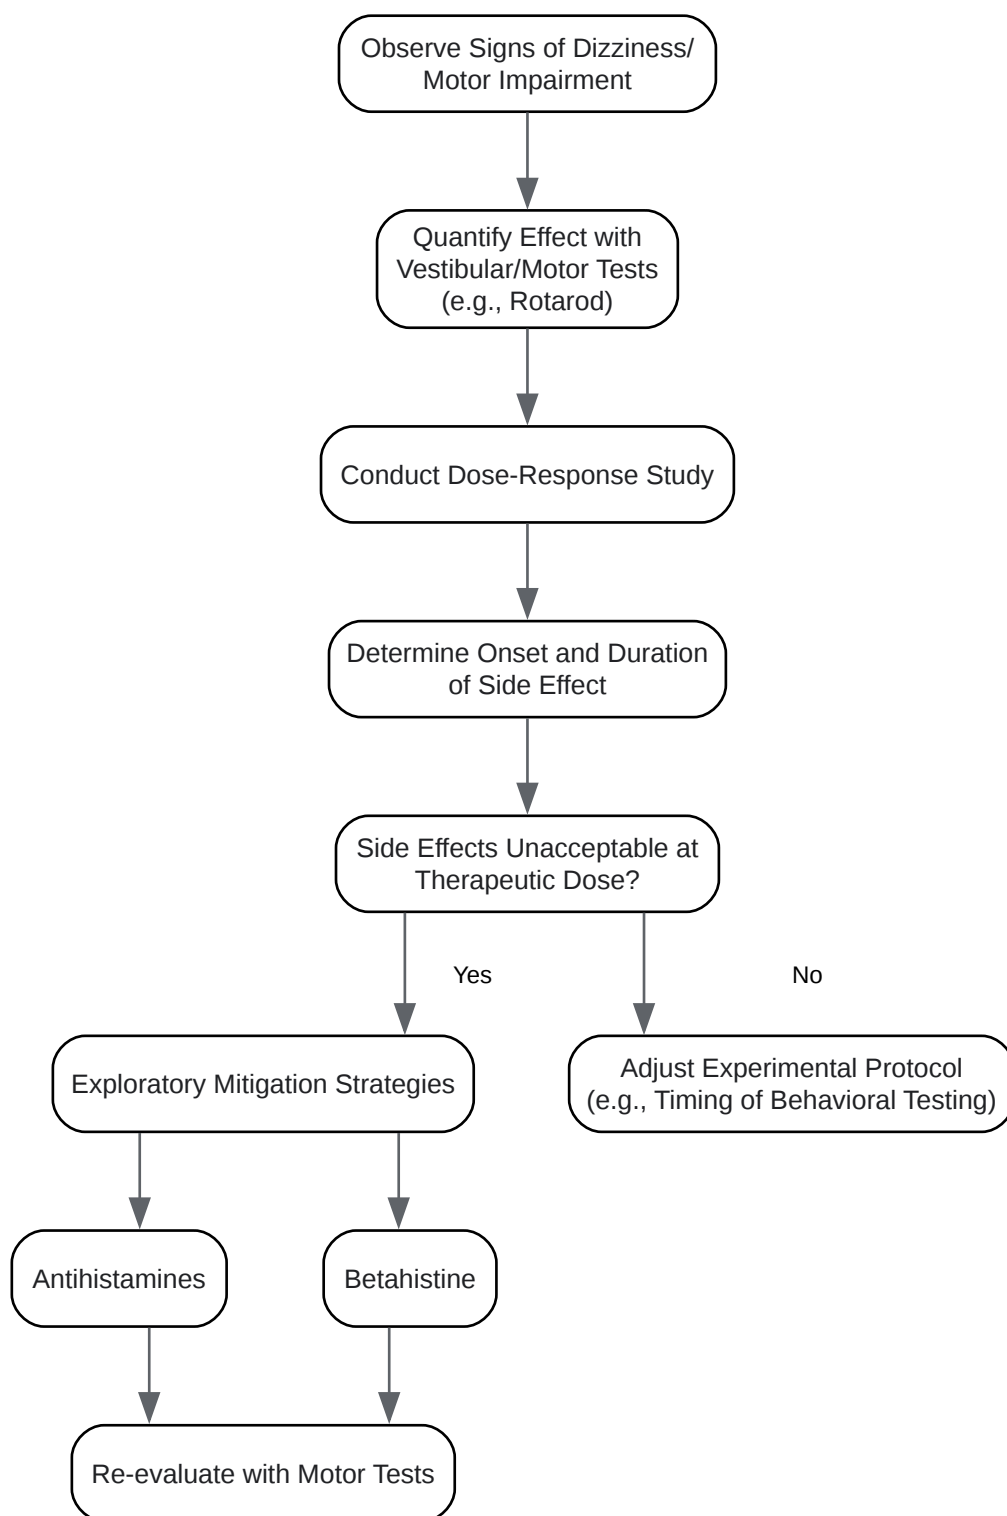 Observe Signs of Dizziness/
Motor Impairment
Quantify Effect with
Vestibular/Motor Tests
(e.g., Rotarod)
Conduct Dose-Response Study
Determine Onset and Duration
of Side Effect
Side Effects Unacceptable at
Therapeutic Dose?
Yes
No
Exploratory Mitigation Strategies
Adjust Experimental Protocol
(e.g., Timing of Behavioral Testing)
Antihistamines
Betahistine
Re-evaluate with Motor Tests